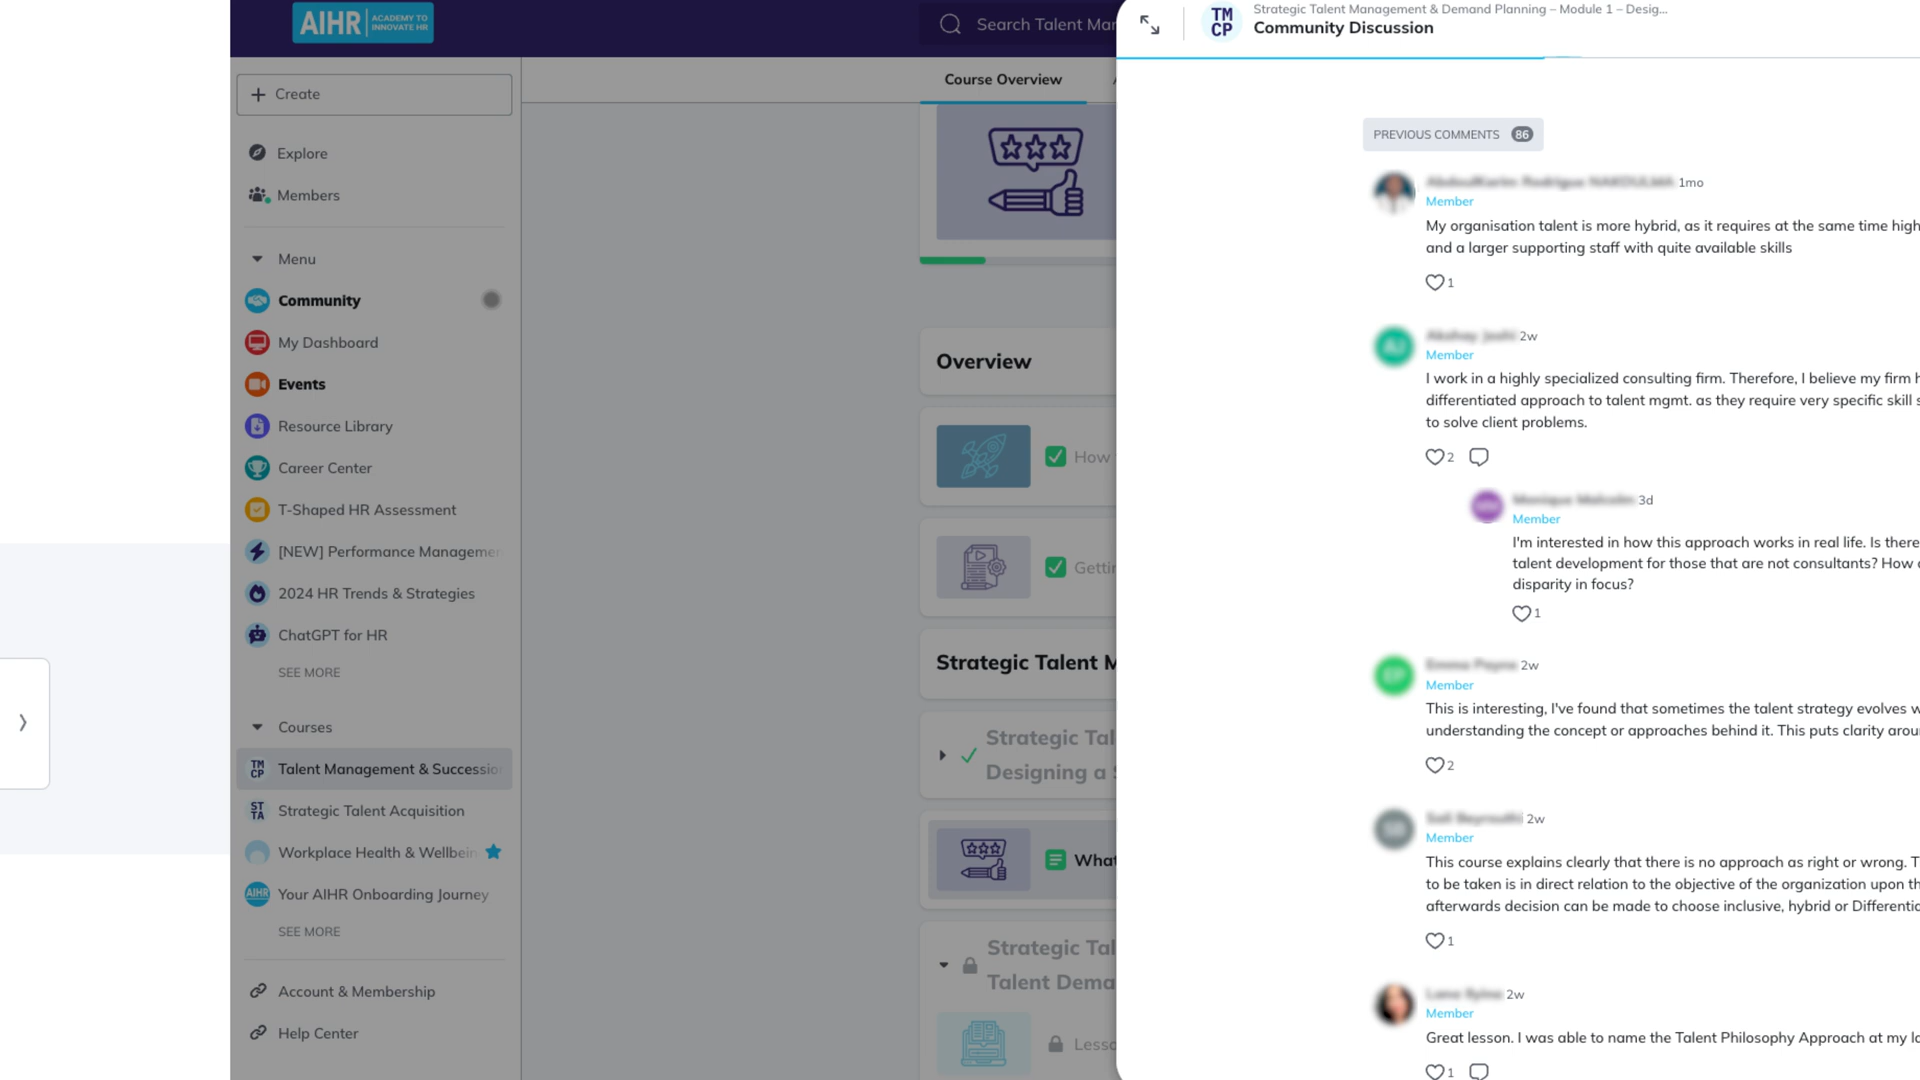 AIHR | ACADEMY TO
INNOVATE HR
Search Talent Mar
Strategic Talent Management & Demand Planning – Module 1 – Desig...
TM
CP
Community Discussion
Create
Course Overview
Explore
Members
Menu
Community
My Dashboard
Events
Resource Library
Career Center
T-Shaped HR Assessment
[NEW] Performance Managemen
2024 HR Trends & Strategies
ChatGPT for HR
SEE MORE
Courses
TM
CP
Talent Management & Successio
ST
TA
Strategic Talent Acquisition
Workplace Health & Wellbein
AIHR
Your AIHR Onboarding Journey
SEE MORE
Account & Membership
Help Center
Overview
How
Getti
Strategic Talent M
Strategic Tal
Designing a S
What
Strategic Tal
Talent Dema
Lesso
PREVIOUS COMMENTS 86
1mo
Member
My organisation talent is more hybrid, as it requires at the same time high
and a larger supporting staff with quite available skills
1
2w
Member
I work in a highly specialized consulting firm. Therefore, I believe my firm h
differentiated approach to talent mgmt. as they require very specific skill s
to solve client problems.
2
3d
Member
I'm interested in how this approach works in real life. Is there
talent development for those that are not consultants? How
disparity in focus?
1
2w
Member
This is interesting, I've found that sometimes the talent strategy evolves w
understanding the concept or approaches behind it. This puts clarity arou
2
2w
Member
This course explains clearly that there is no approach as right or wrong. T
to be taken is in direct relation to the objective of the organization upon th
afterwards decision can be made to choose inclusive, hybrid or Differentia
1
2w
Member
Great lesson. I was able to name the Talent Philosophy Approach at my la
1